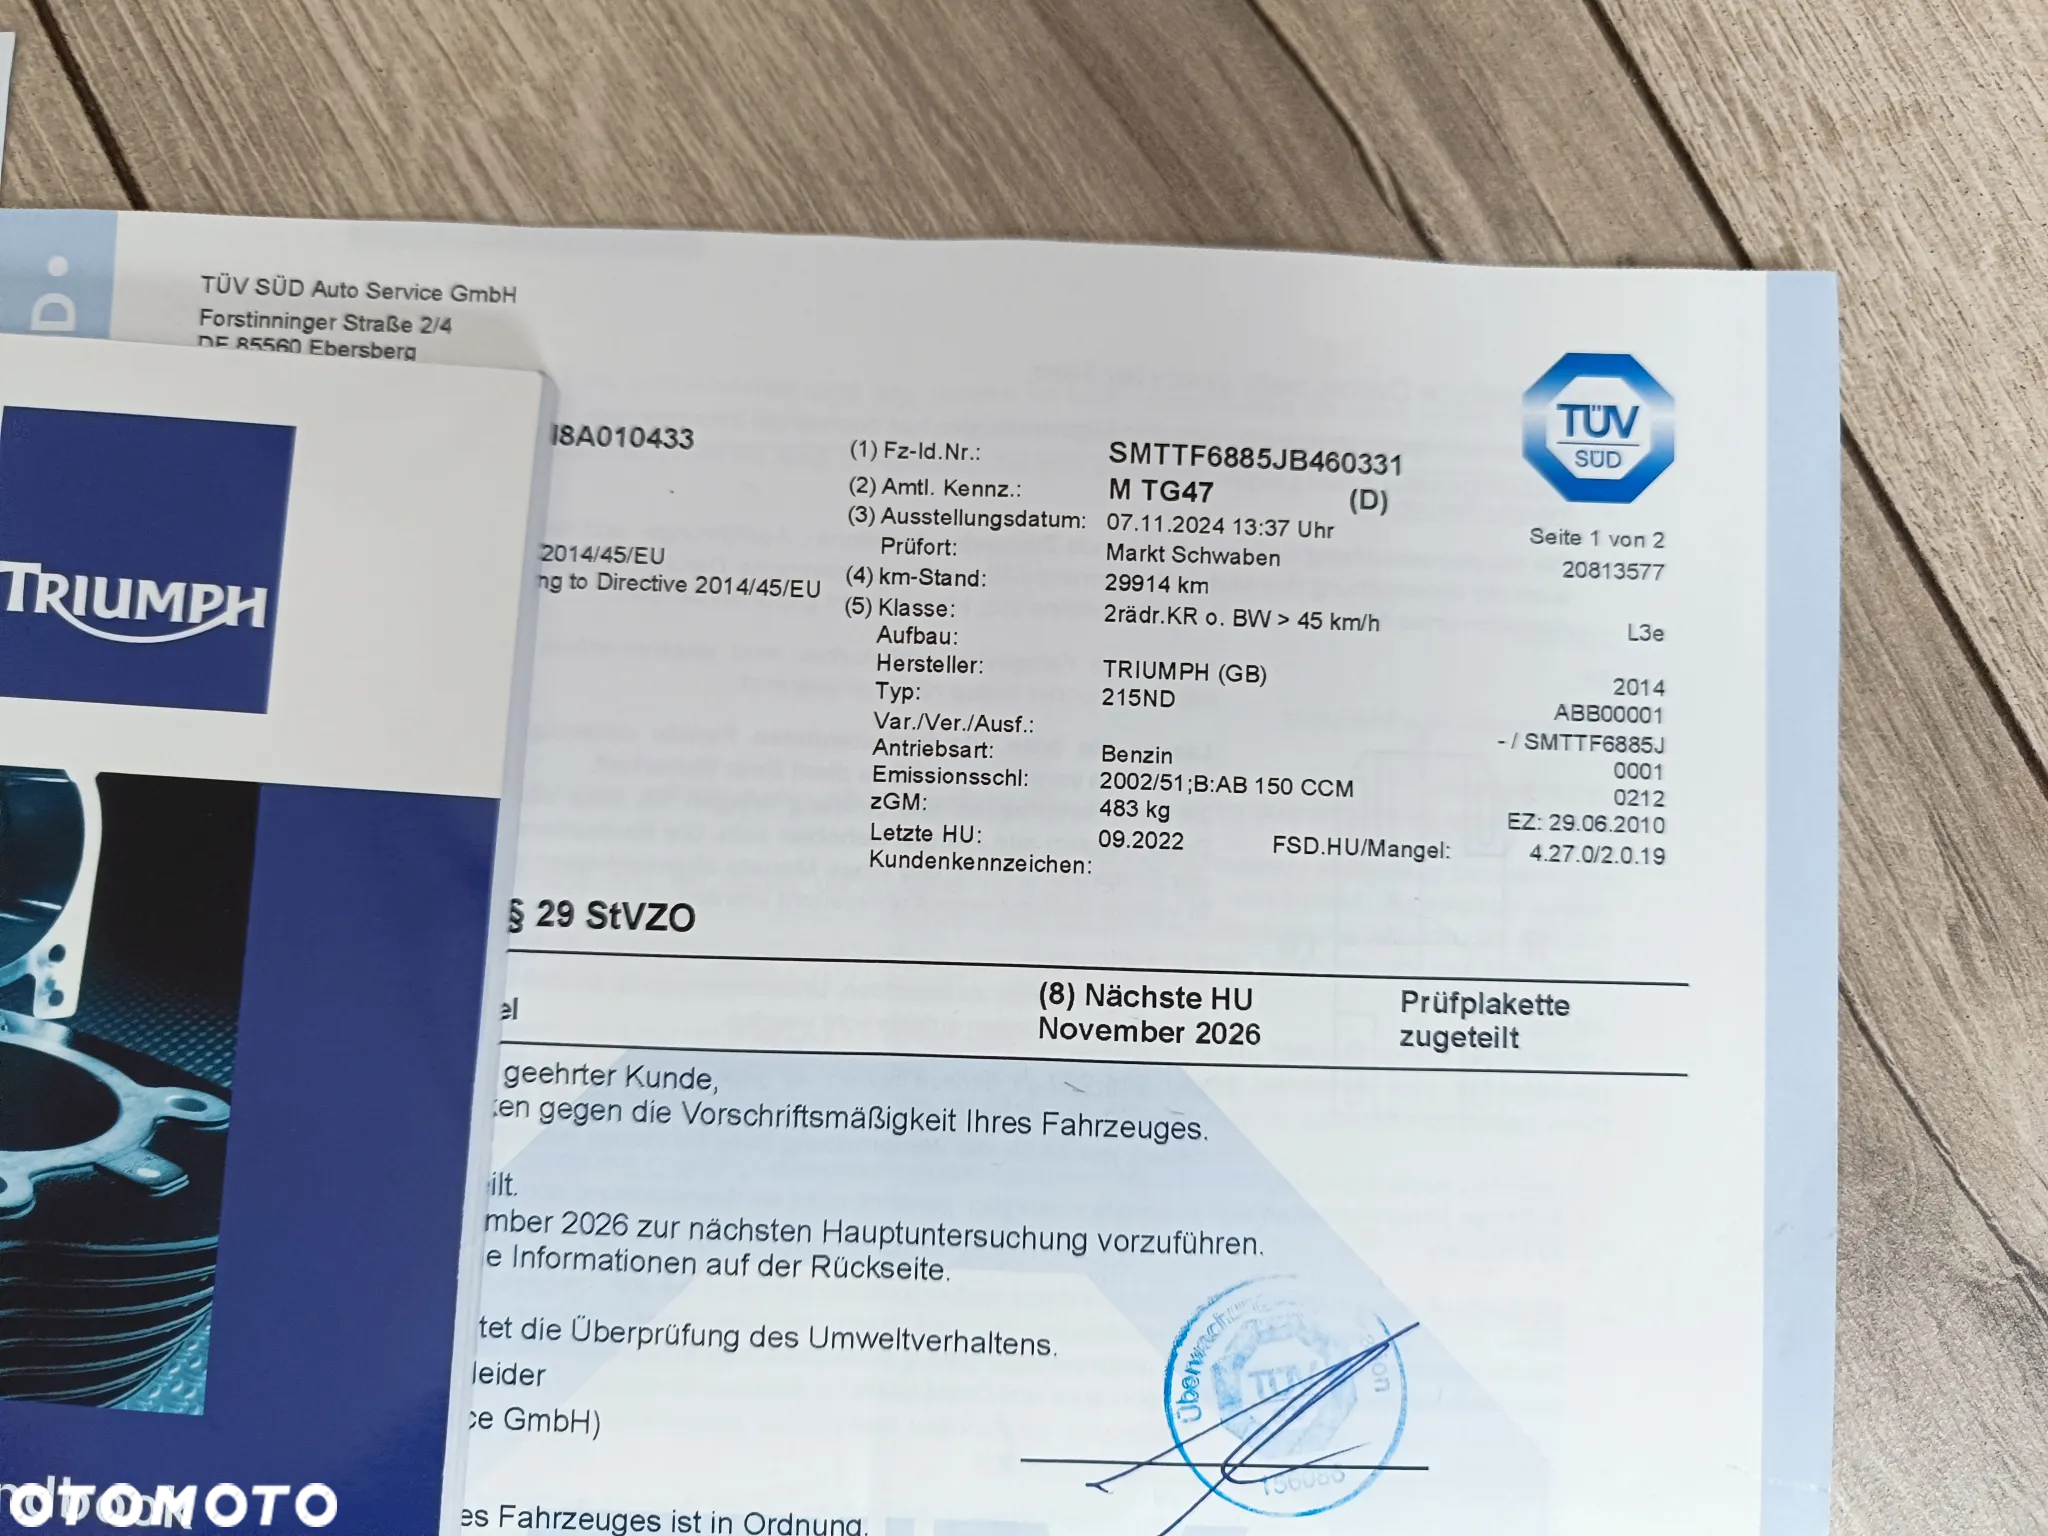 D.
TÜV SÜD Auto Service GmbH
Forstinninger Straße 2/4
DE 85560 Ebersberg
TRIUMPH
I8A010433
2014/45/EU
ng to Directive 2014/45/EU
(1) Fz-Id.Nr.: SMTTF6885JB460331
(2) Amtl. Kennz.: M TG47 (D)
(3) Ausstellungsdatum: 07.11.2024 13:37 Uhr
Prüfort: Markt Schwaben
(4) km-Stand: 29914 km
(5) Klasse: 2rädr.KR o. BW > 45 km/h L3e
Aufbau:
Hersteller: TRIUMPH (GB) 2014
Typ: 215ND ABB00001
Var./Ver./Ausf.: - / SMTTF6885J
Antriebsart: Benzin 0001
Emissionsschl: 2002/51;B:AB 150 CCM 0212
zGM: 483 kg EZ: 29.06.2010
Letzte HU: 09.2022 FSD.HU/Mangel: 4.27.0/2.0.19
Kundenkennzeichen:
TÜV
SÜD
Seite 1 von 2
20813577
§ 29 StVZO
el
(8) Nächste HU
November 2026
Prüfplakette
zugeteilt
geehrter Kunde,
ken gegen die Vorschriftsmäßigkeit Ihres Fahrzeuges.
ilt.
mber 2026 zur nächsten Hauptuntersuchung vorzuführen.
e Informationen auf der Rückseite.
tet die Überprüfung des Umweltverhaltens.
leider
ce GmbH)
TÜV
156086
es Fahrzeuges ist in Ordnung.
ndbook
OTOMOTO